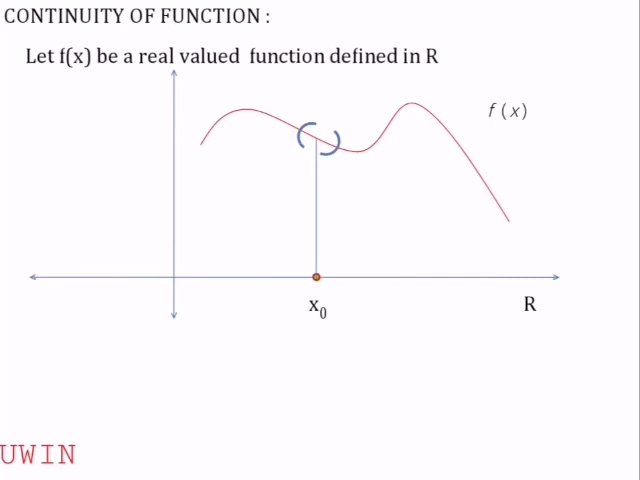 CONTINUITY OF FUNCTION :
Let f(x) be a real valued function defined in R
f (x)
x₀
R
UWIN